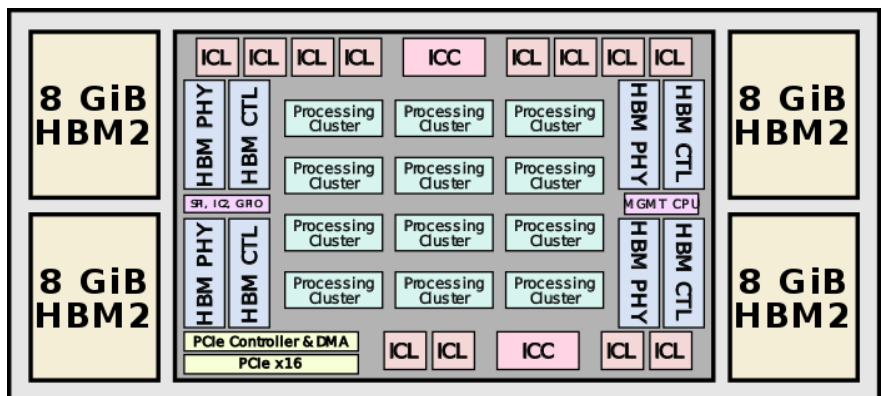 ICL ICL ICL ICL ICC ICL ICL ICL ICL
8 GiB
HBM2
HBM PHY
HBM CTL
Processing
Cluster
Processing
Cluster
Processing
Cluster
HBM PHY
HBM CTL
8 GiB
HBM2
Processing
Cluster
Processing
Cluster
Processing
Cluster
MGMT CPU
8 GiB
HBM2
HBM PHY
HBM CTL
Processing
Cluster
Processing
Cluster
Processing
Cluster
HBM PHY
HBM CTL
8 GiB
HBM2
Processing
Cluster
Processing
Cluster
Processing
Cluster
PCIe Controller & DMA
PCIe x16
ICL ICL ICC ICL ICL